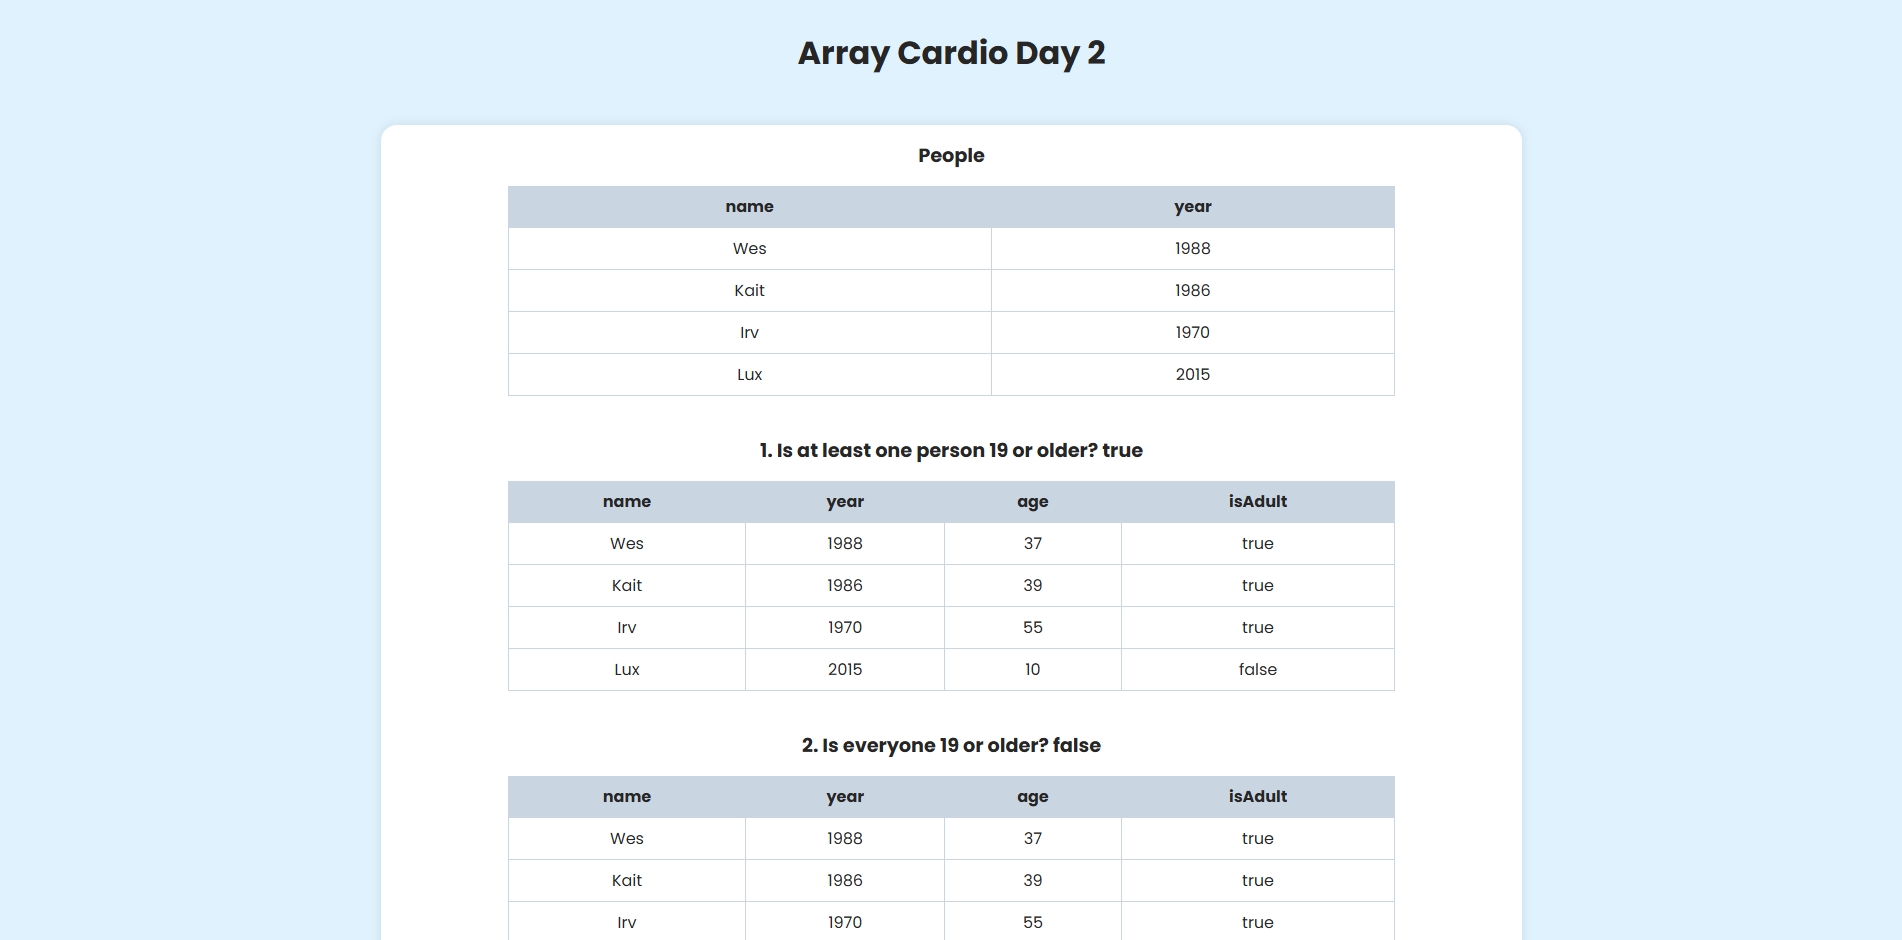 Array Cardio Day 2
People
name year
Wes 1988
Kait 1986
Irv 1970
Lux 2015
1. Is at least one person 19 or older? true
name year age isAdult
Wes 1988 37 true
Kait 1986 39 true
Irv 1970 55 true
Lux 2015 10 false
2. Is everyone 19 or older? false
name year age isAdult
Wes 1988 37 true
Kait 1986 39 true
Irv 1970 55 true